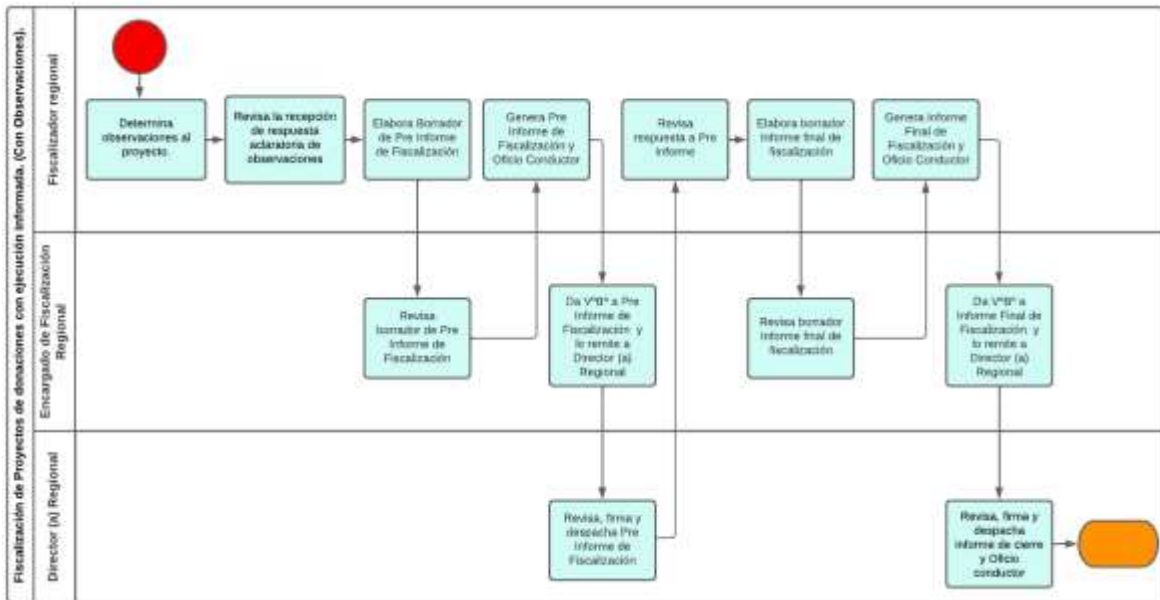 Fiscalización de Proyectos de donaciones con ejecución informada. (Con Observaciones).
Fiscalizador regional
Determina
observaciones al
proyecto.
Revisa la recepción
de respuesta
aclaratoria de
observaciones
Elabora Borrador
de Pre Informe
de Fiscalización
Genera Pre
Informe de
Fiscalización y
Oficio Conductor
Revisa
respuesta a Pre
Informe
Elabora borrador
informe final de
fiscalización
Genera Informe
Final de
Fiscalización y
Oficio Conductor
Encargado de Fiscalización
Regional
Revisa
borrador de Pre
Informe de
Fiscalización
Da V°B° a Pre
Informe de
Fiscalización y
lo remite a
Director (a)
Regional
Revisa borrador
informe final de
fiscalización
Da V°B° a
Informe Final de
Fiscalización y
lo remite a
Director (a)
Regional
Director (a) Regional
Revisa, firma y
despacha Pre
Informe de
Fiscalización
Revisa, firma y
despacha
informe de cierre
y Oficio
conductor